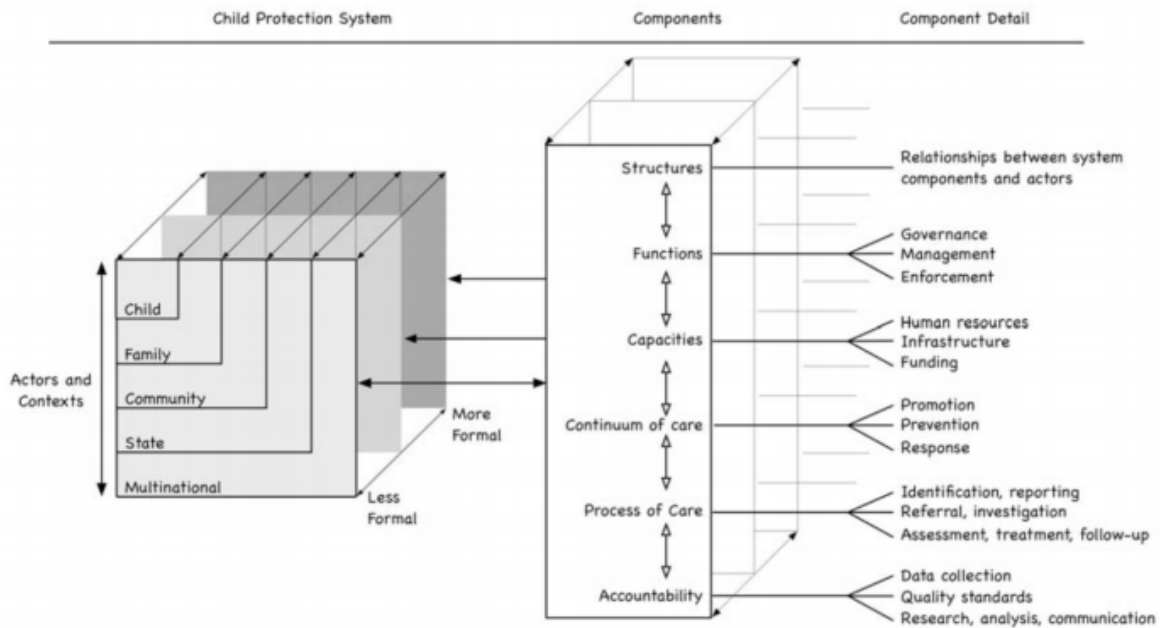 Child Protection System
Components
Component Detail
Actors and
Contexts
Child
Family
Community
State
Multinational
More
Formal
Less
Formal
Structures
Functions
Capacities
Continuum of care
Process of Care
Accountability
Relationships between system
components and actors
Governance
Management
Enforcement
Human resources
Infrastructure
Funding
Promotion
Prevention
Response
Identification, reporting
Referral, investigation
Assessment, treatment, follow-up
Data collection
Quality standards
Research, analysis, communication